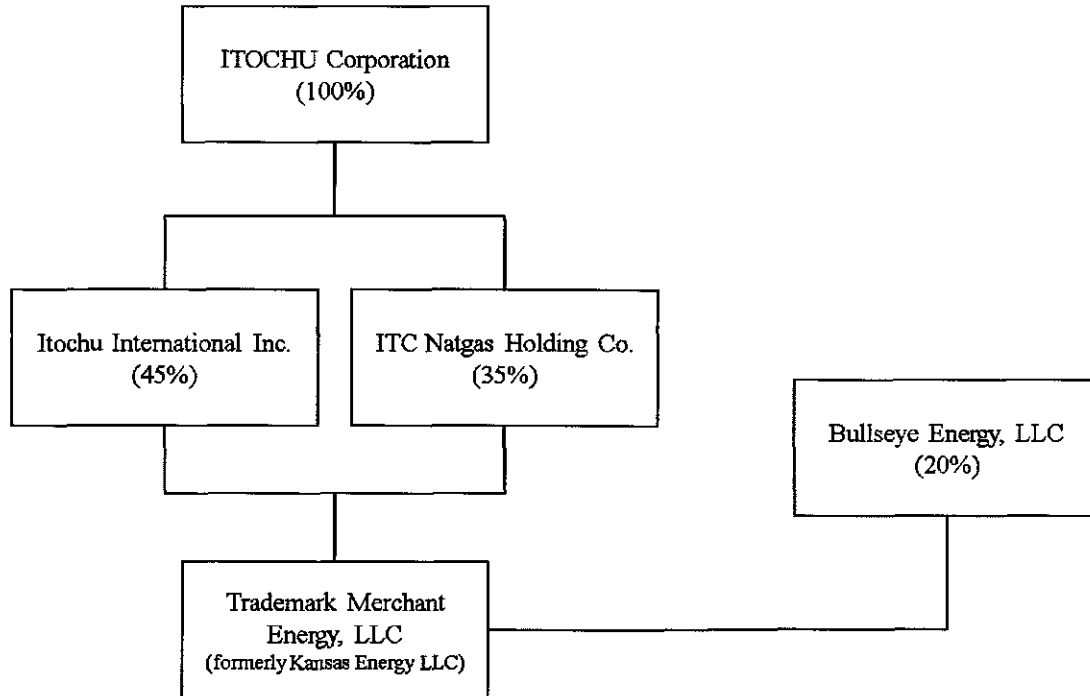 ITOCHU Corporation
(100%)
Itochu International Inc.
(45%)
ITC Natgas Holding Co.
(35%)
Bullseye Energy, LLC
(20%)
Trademark Merchant
Energy, LLC
(formerly Kansas Energy LLC)